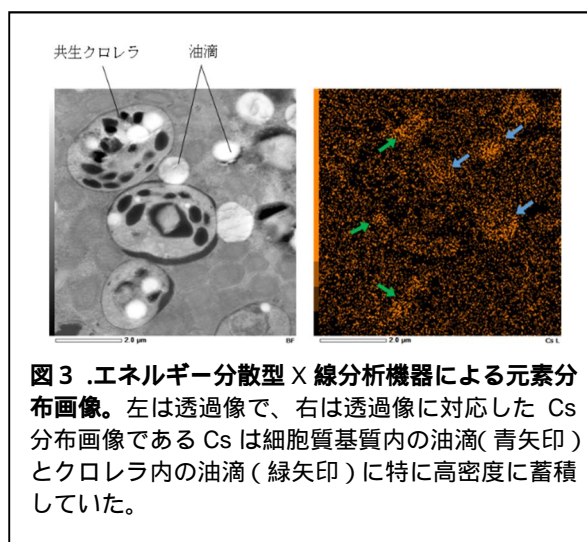 共生クロレラ 油滴
2.0 μm BF 2.0 μm Cs L
図3 .エネルギー分散型 X 線分析機器による元素分
布画像。左は透過像で、右は透過像に対応した Cs
分布画像である Cs は細胞質基質内の油滴( 青矢印 )
とクロレラ内の油滴 ( 緑矢印 ) に特に高密度に蓄積
していた。